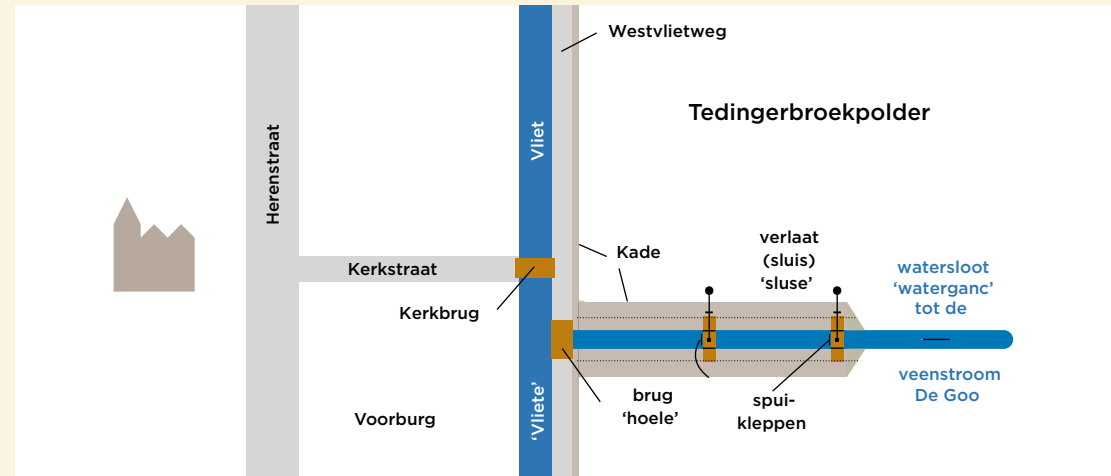 Westvlietweg
Tedingerbroekpolder
Herenstraat
Vliet
Kade
verlaat
(sluis)
‘sluse’
Kerkstraat
watersloot
‘waterganc’
tot de
Kerkbrug
veenstroom
De Goo
brug
‘hoele’
spui-
kleppen
Voorburg
‘Vliete’